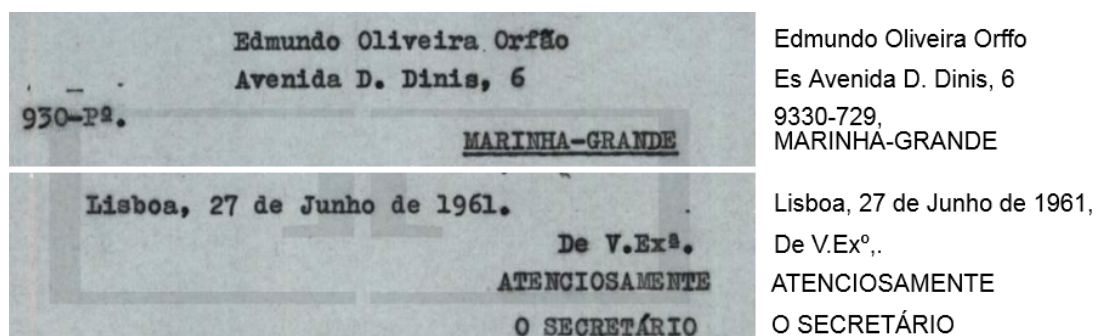 Edmundo Oliveira Orfão
Avenida D. Dinis, 6
930-Pº.
MARINHA-GRANDE
Edmundo Oliveira Orffo
Es Avenida D. Dinis, 6
9330-729,
MARINHA-GRANDE
Lisboa, 27 de Junho de 1961.
De V.Exª.
ATENCIOSAMENTE
O SECRETÁRIO
Lisboa, 27 de Junho de 1961,
De V.Exº,.
ATENCIOSAMENTE
O SECRETÁRIO